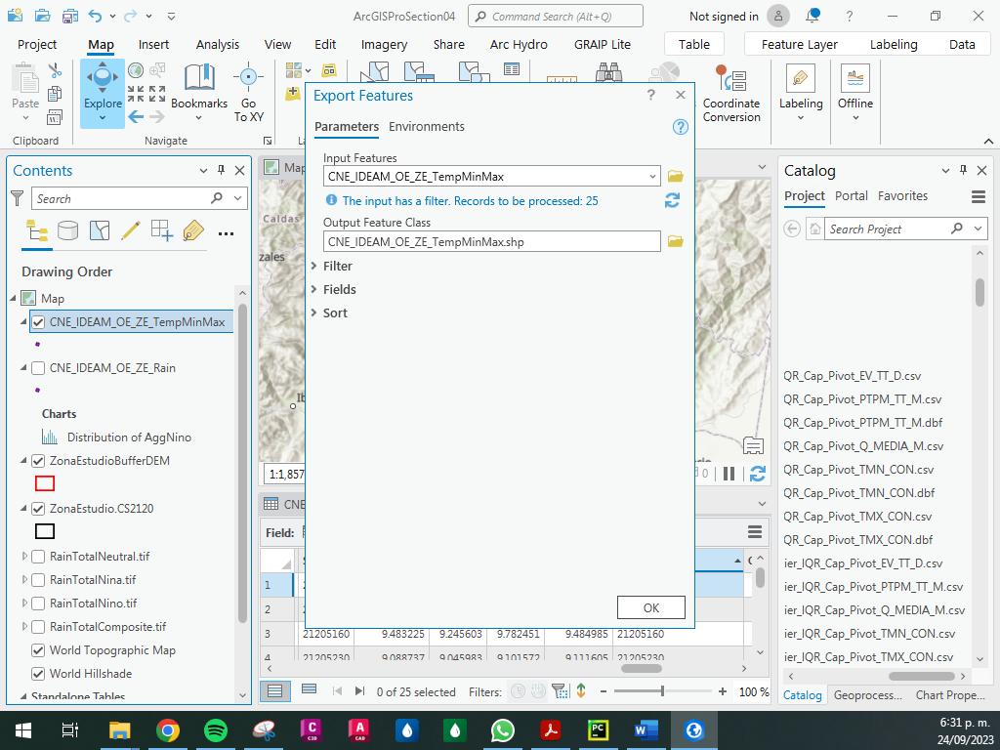 ArcGISProSection04
Command Search (Alt+Q)
Not signed in
?
Project
Map
Insert
Analysis
View
Edit
Imagery
Share
Arc Hydro
GRAIP Lite
Table
Feature Layer
Labeling
Data
Paste
Explore
Bookmarks
Go
To XY
Coordinate
Conversion
Labeling
Offline
Clipboard
Navigate
Export Features
?
Parameters
Environments
Input Features
CNE_IDEAM_OE_ZE_TempMinMax
The input has a filter. Records to be processed: 25
Output Feature Class
CNE_IDEAM_OE_ZE_TempMinMax.shp
Filter
Fields
Sort
OK
Contents
Search
Drawing Order
Map
CNE_IDEAM_OE_ZE_TempMinMax
CNE_IDEAM_OE_ZE_Rain
Charts
Distribution of AggNino
ZonaEstudioBufferDEM
ZonaEstudio.CS2120
RainTotalNeutral.tif
RainTotalNina.tif
RainTotalNino.tif
RainTotalComposite.tif
World Topographic Map
World Hillshade
Standalone Tables
Map
Caldas
zales
1:1,857
0
CNE
Field:
1
2
3 21205160 9.483225 9.245603 9.782451 9.484985 21205160
4 21205230 9.088737 9.045983 9.101572 9.111605 21205230
0 of 25 selected
Filters:
100 %
Catalog
Project
Portal
Favorites
Search Project
QR_Cap_Pivot_EV_TT_D.csv
QR_Cap_Pivot_PTPM_TT_M.csv
QR_Cap_Pivot_PTPM_TT_M.dbf
QR_Cap_Pivot_Q_MEDIA_M.csv
QR_Cap_Pivot_TMN_CON.csv
QR_Cap_Pivot_TMN_CON.dbf
QR_Cap_Pivot_TMX_CON.csv
QR_Cap_Pivot_TMX_CON.dbf
ier_IQR_Cap_Pivot_EV_TT_D.csv
ier_IQR_Cap_Pivot_PTPM_TT_M.csv
ier_IQR_Cap_Pivot_Q_MEDIA_M.csv
ier_IQR_Cap_Pivot_TMN_CON.csv
ier_IQR_Cap_Pivot_TMX_CON.csv
Catalog
Geoprocess...
Chart Prope...
6:31 p. m.
24/09/2023